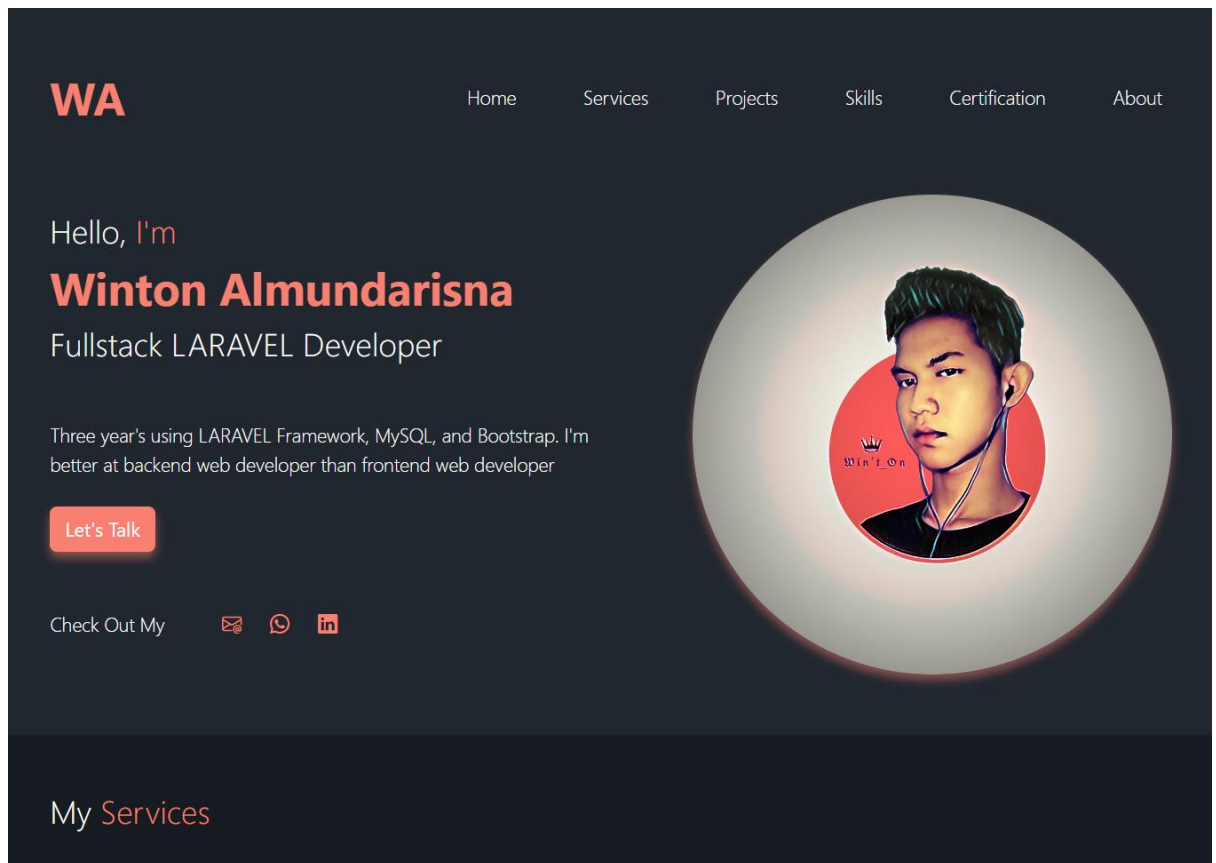 WA
Home Services Projects Skills Certification About
Hello, I'm
Winton Almundarisna
Fullstack LARAVEL Developer
Three year's using LARAVEL Framework, MySQL, and Bootstrap. I'm
better at backend web developer than frontend web developer
Let's Talk
Check Out My
in
Win't_On
My Services